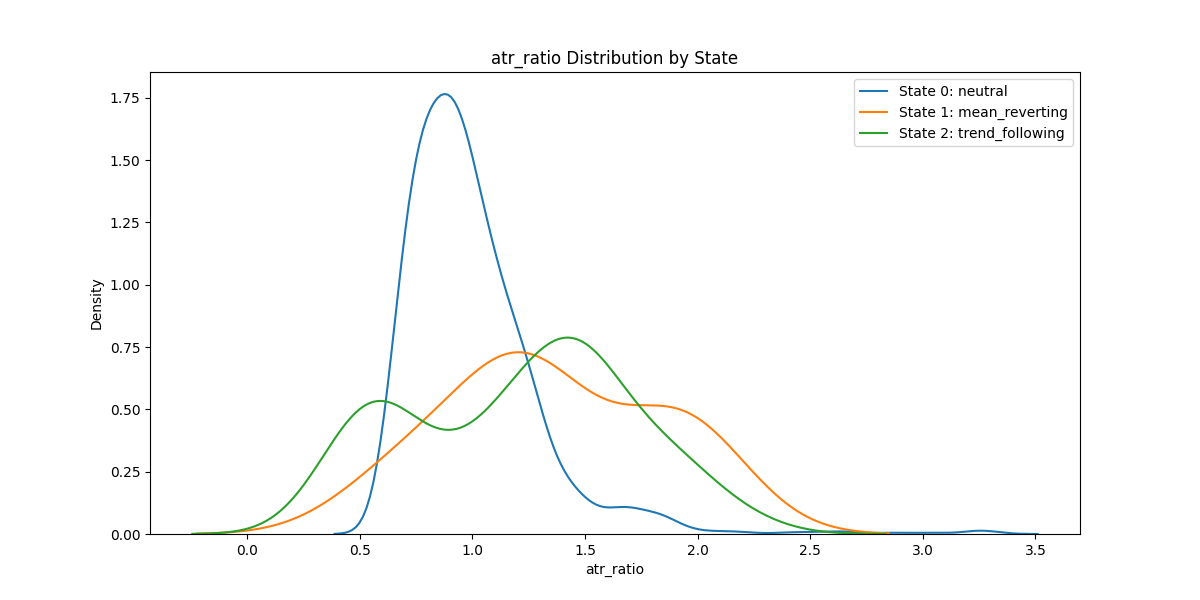 atr_ratio Distribution by State
State 0: neutral
State 1: mean_reverting
State 2: trend_following
Density
1.75
1.50
1.25
1.00
0.75
0.50
0.25
0.00
0.0 0.5 1.0 1.5 2.0 2.5 3.0 3.5
atr_ratio